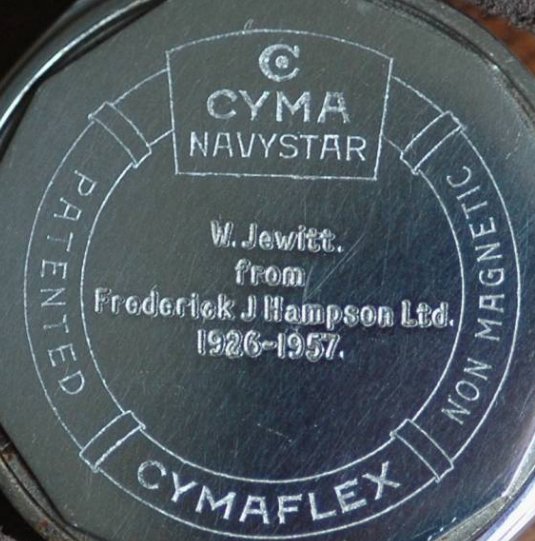 C
CYMA
NAVYSTAR
PATENTED
NON MAGNETIC
W. Jewitt.
from
Frederick J Hampson Ltd.
1926-1957.
CYMAFLEX